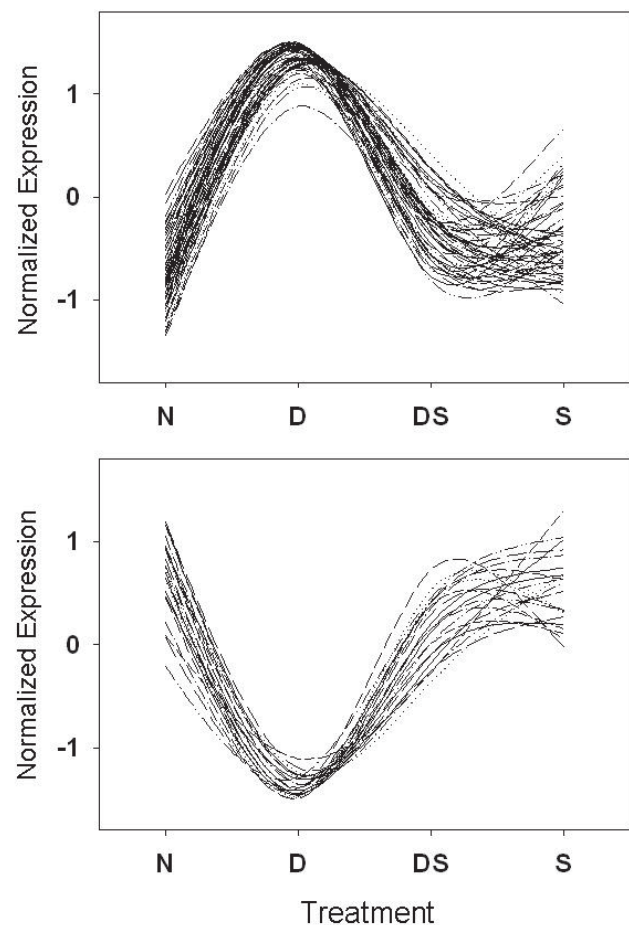 Normalized Expression
1
0
-1
N D DS S
Normalized Expression
1
0
-1
N D DS S
Treatment